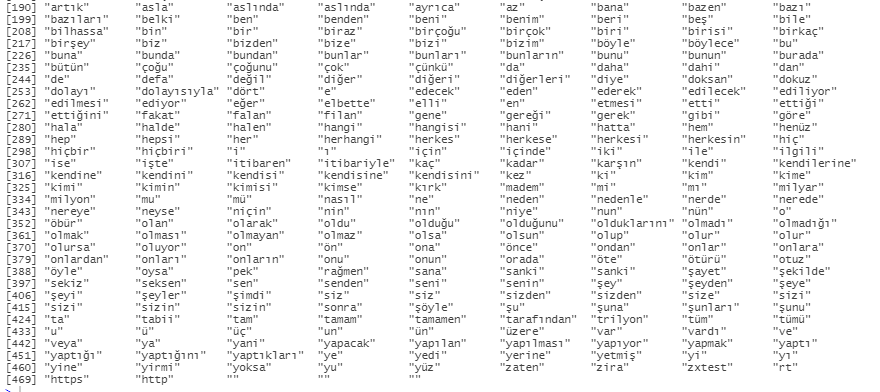 [190] "artık" "asla" "aslında" "aslında" "ayrıca" "az" "bana" "bazen" "bazı"
[199] "bazıları" "belki" "ben" "benden" "beni" "benim" "beri" "beş" "bile"
[208] "bilhassa" "bin" "bir" "biraz" "birçoğu" "birçok" "biri" "birisi" "birkaç"
[217] "birşey" "biz" "bizden" "bize" "bizi" "bizim" "böyle" "böylece" "bu"
[226] "buna" "bunda" "bundan" "bunlar" "bunları" "bunların" "bunu" "bunun" "burada"
[235] "bütün" "çoğu" "çoğunu" "çok" "çünkü" "da" "daha" "dahi" "dan"
[244] "de" "defa" "değil" "diğer" "diğeri" "diğerleri" "diye" "doksan" "dokuz"
[253] "dolayı" "dolayısıyla" "dört" "e" "edecek" "eden" "ederek" "edilecek" "ediliyor"
[262] "edilmesi" "ediyor" "eğer" "elbette" "elli" "en" "etmesi" "etti" "ettiği"
[271] "ettiğini" "fakat" "falan" "filan" "gene" "gereği" "gerek" "gibi" "göre"
[280] "hala" "halde" "halen" "hangi" "hangisi" "hani" "hatta" "hem" "henüz"
[289] "hep" "hepsi" "her" "herhangi" "herkes" "herkese" "herkesi" "herkesin" "hiç"
[298] "hiçbir" "hiçbiri" "i" "ı" "için" "içinde" "iki" "ile" "ilgili"
[307] "ise" "işte" "itibaren" "itibariyle" "kaç" "kadar" "karşın" "kendi" "kendilerine"
[316] "kendine" "kendini" "kendisi" "kendisine" "kendisini" "kez" "ki" "kim" "kime"
[325] "kimi" "kimin" "kimisi" "kimse" "kırk" "madem" "mi" "mı" "milyar"
[334] "milyon" "mu" "mü" "nasıl" "ne" "neden" "nedenle" "nerde" "nerede"
[343] "nereye" "neyse" "niçin" "nin" "nın" "niye" "nun" "nün" "o"
[352] "öbür" "olan" "olarak" "oldu" "olduğu" "olduğunu" "olduklarını" "olmadı" "olmadığı"
[361] "olmak" "olması" "olmayan" "olmaz" "olsa" "olsun" "olup" "olur" "olur"
[370] "olursa" "oluyor" "on" "ön" "ona" "önce" "ondan" "onlar" "onlara"
[379] "onlardan" "onları" "onların" "onu" "onun" "orada" "öte" "ötürü" "otuz"
[388] "öyle" "oysa" "pek" "rağmen" "sana" "sanki" "sanki" "şayet" "şekilde"
[397] "sekiz" "seksen" "sen" "senden" "seni" "senin" "şey" "şeyden" "şeye"
[406] "şeyi" "şeyler" "şimdi" "siz" "siz" "sizden" "sizden" "size" "sizi"
[415] "sizi" "sizin" "sizin" "sonra" "şöyle" "şu" "şuna" "şunları" "şunu"
[424] "ta" "tabii" "tam" "tamam" "tamamen" "tarafından" "trilyon" "tüm" "tümü"
[433] "u" "ü" "üç" "un" "ün" "üzere" "var" "vardı" "ve"
[442] "veya" "ya" "yani" "yapacak" "yapılan" "yapılması" "yapıyor" "yapmak" "yaptı"
[451] "yaptığı" "yaptığını" "yaptıkları" "ye" "yedi" "yerine" "yetmiş" "yi" "yı"
[460] "yine" "yirmi" "yoksa" "yu" "yüz" "zaten" "zira" "zxtest" "rt"
[469] "https" "http" "" "" ""
>